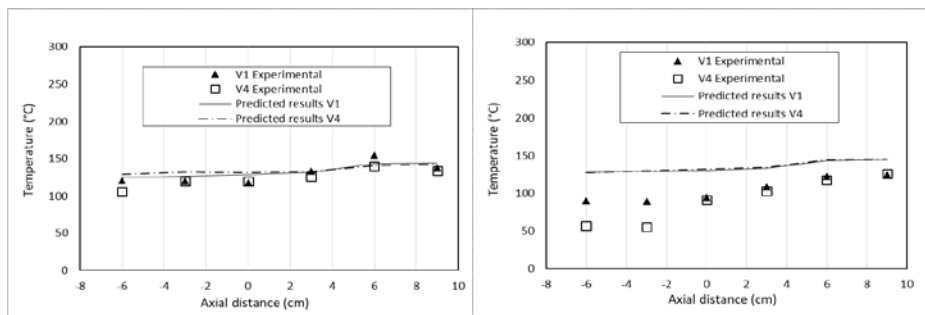 300
250
200
150
100
50
0
Temperature (°C)
V1 Experimental
V4 Experimental
Predicted results V1
Predicted results V4
-8 -6 -4 -2 0 2 4 6 8 10
Axial distance (cm)
300
250
200
150
100
50
0
Temperature (°C)
V1 Experimental
V4 Experimental
Predicted results V1
Predicted results V4
-8 -6 -4 -2 0 2 4 6 8 10
Axial distance (cm)